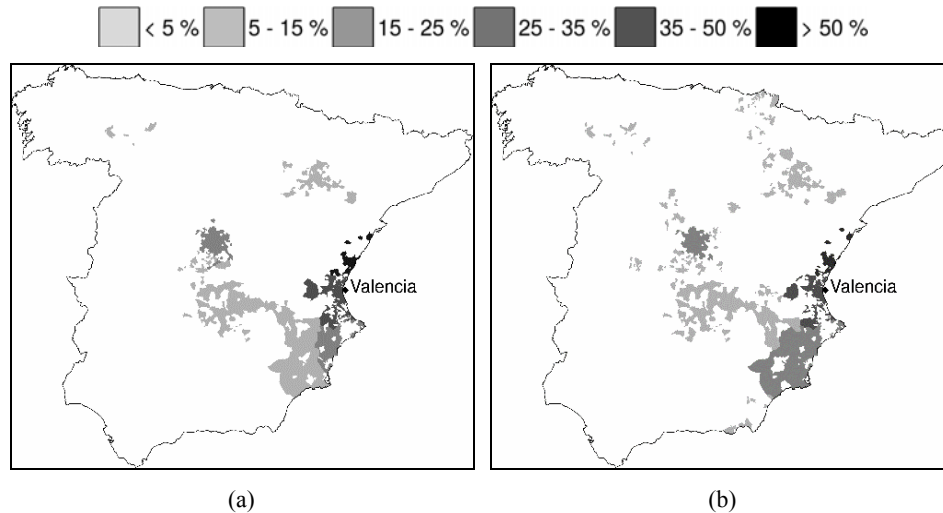 < 5 % 5 - 15 % 15 - 25 % 25 - 35 % 35 - 50 % > 50 %
Valencia
Valencia
(a)
(b)